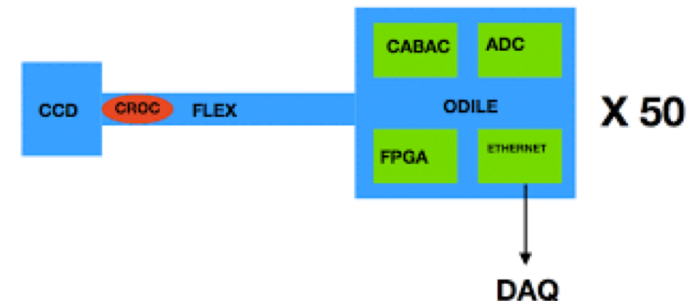 CABAC
ADC
CCD
CROC
FLEX
ODILE
X 50
FPGA
ETHERNET
DAQ